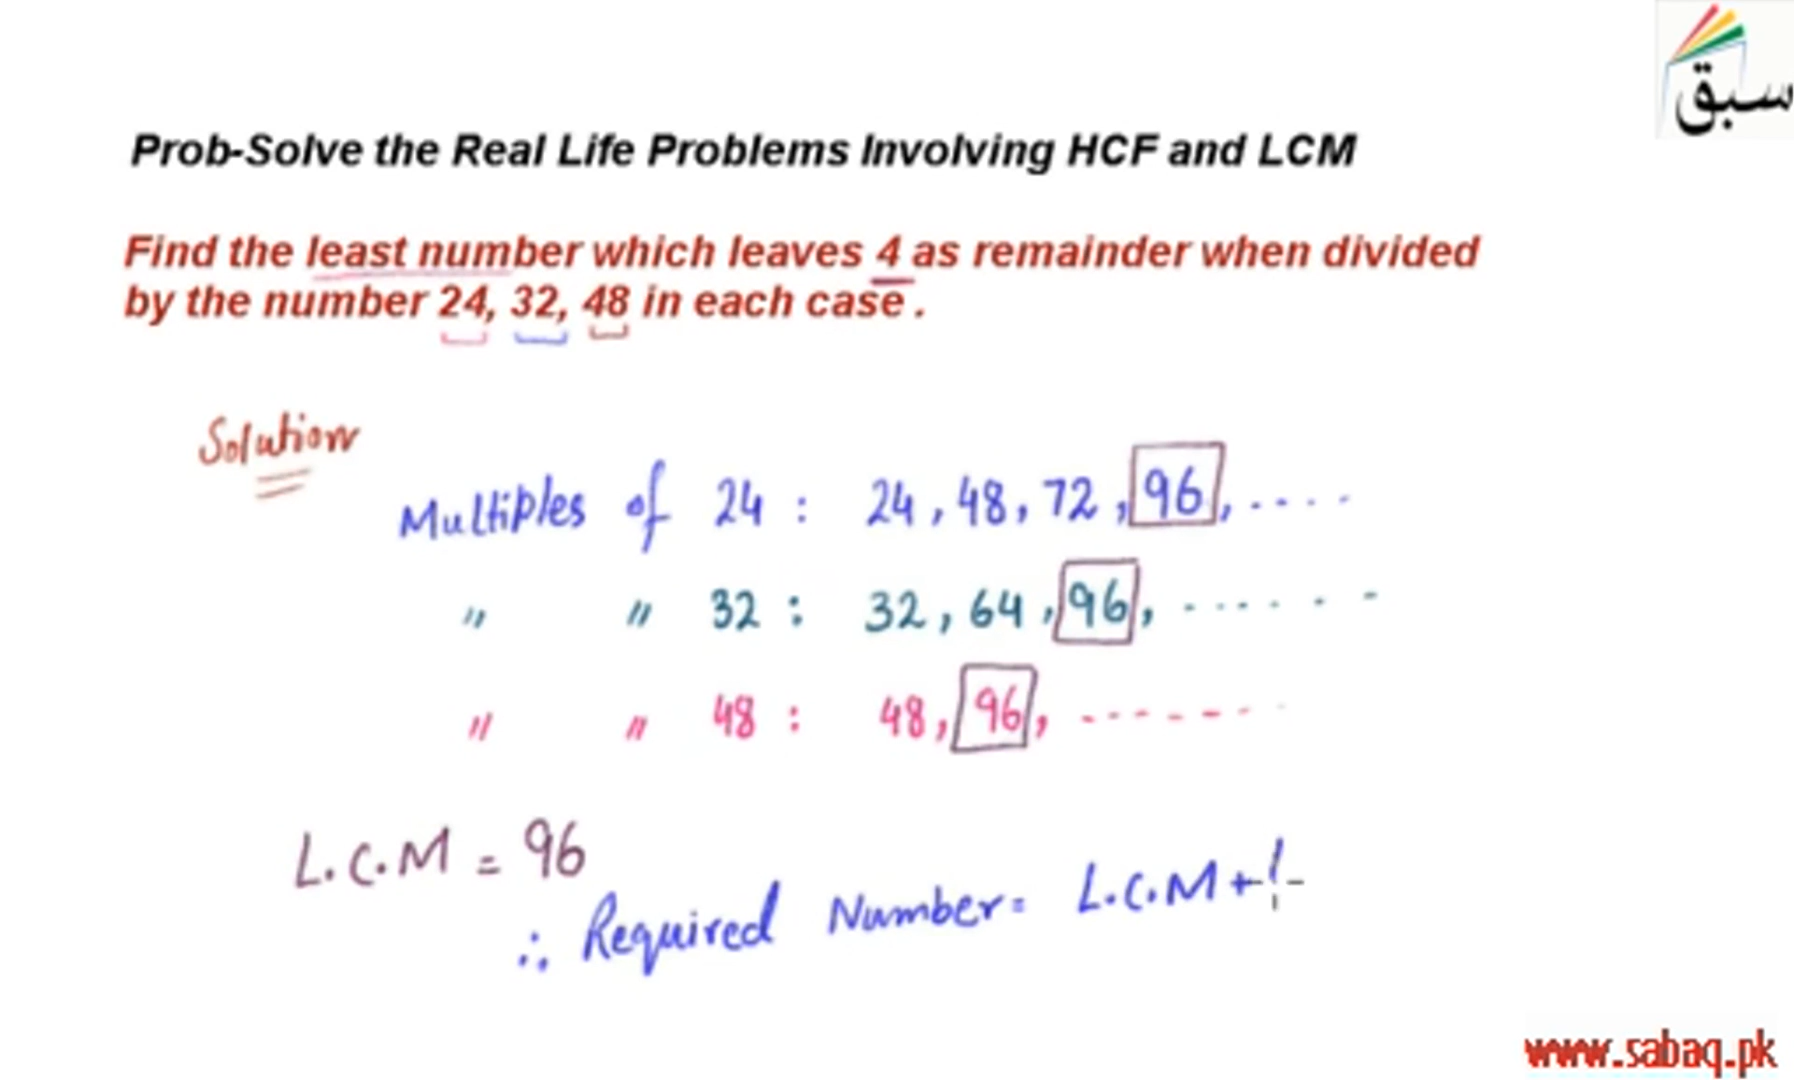 سبق
Prob-Solve the Real Life Problems Involving HCF and LCM
Find the least number which leaves 4 as remainder when divided
by the number 24, 32, 48 in each case .
Solution
Multiples of 24 : 24 , 48 , 72 , 96 , ....
" " 32 : 32 , 64 , 96 , ......
" " 48 : 48 , 96 , .......
L.C.M = 96
∴ Required Number = L.C.M +
www.sabaq.pk